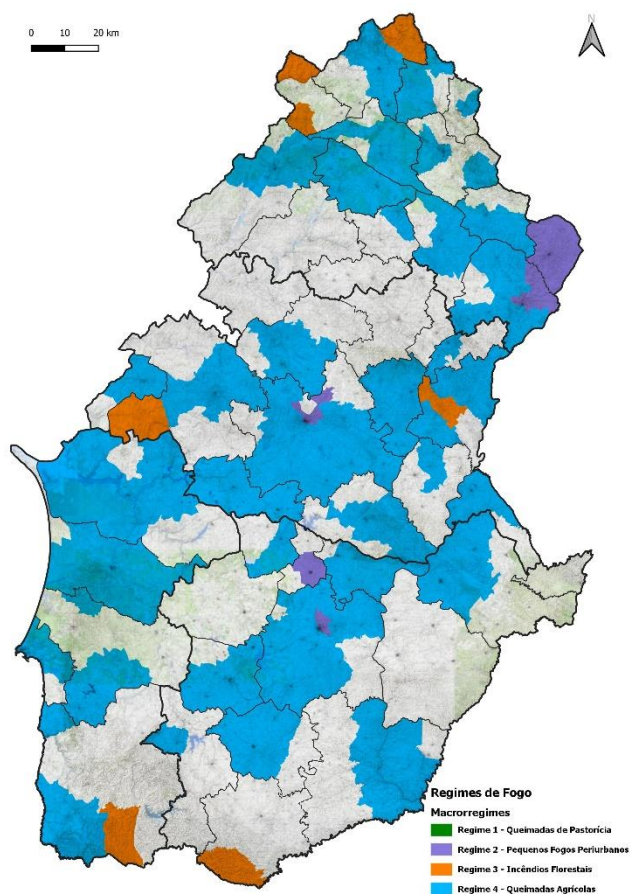 N
0 10 20 km
Regimes de Fogo
Macrorregimes
Regime 1 - Queimadas de Pastorícia
Regime 2 - Pequenos Fogos Periurbanos
Regime 3 - Incêndios Florestais
Regime 4 - Queimadas Agrícolas